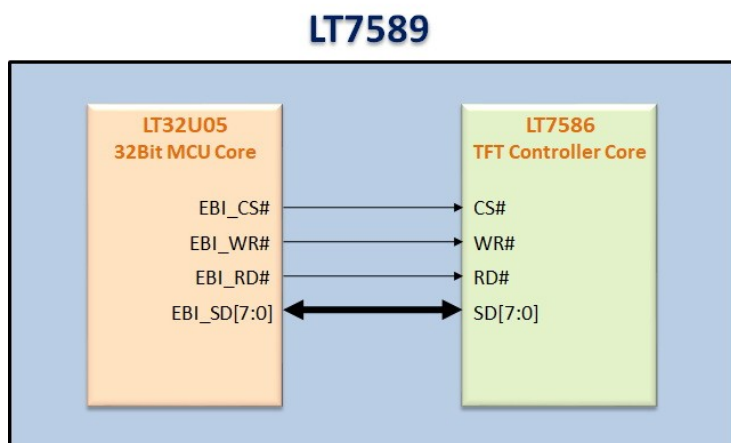 LT7589
LT32U05
32Bit MCU Core
LT7586
TFT Controller Core
EBI_CS#
CS#
EBI_WR#
WR#
EBI_RD#
RD#
EBI_SD[7:0]
SD[7:0]